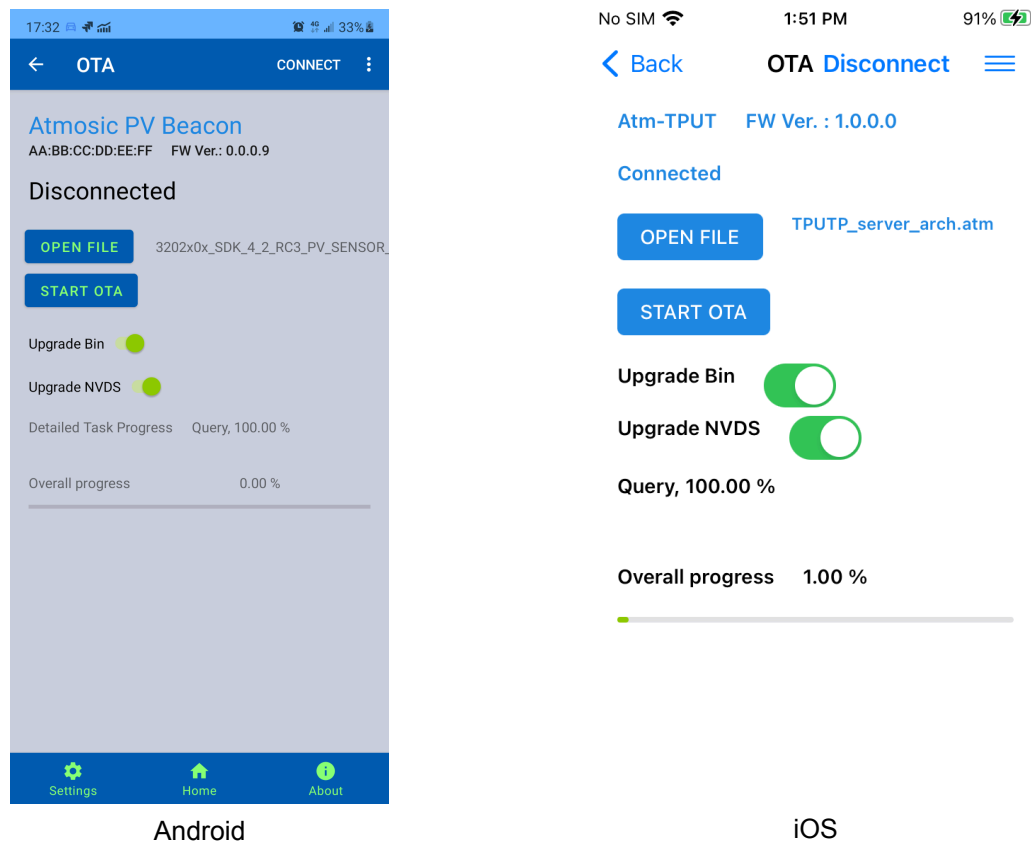 17:32 4G 33%
OTA CONNECT
Atmosic PV Beacon
AA:BB:CC:DD:EE:FF FW Ver.: 0.0.0.9
Disconnected
OPEN FILE 3202x0x_SDK_4_2_RC3_PV_SENSOR_
START OTA
Upgrade Bin
Upgrade NVDS
Detailed Task Progress Query, 100.00 %
Overall progress 0.00 %
Settings Home About
Android
No SIM 1:51 PM 91%
Back OTA Disconnect
Atm-TPUT FW Ver. : 1.0.0.0
Connected
OPEN FILE TPUTP_server_arch.atm
START OTA
Upgrade Bin
Upgrade NVDS
Query, 100.00 %
Overall progress 1.00 %
iOS